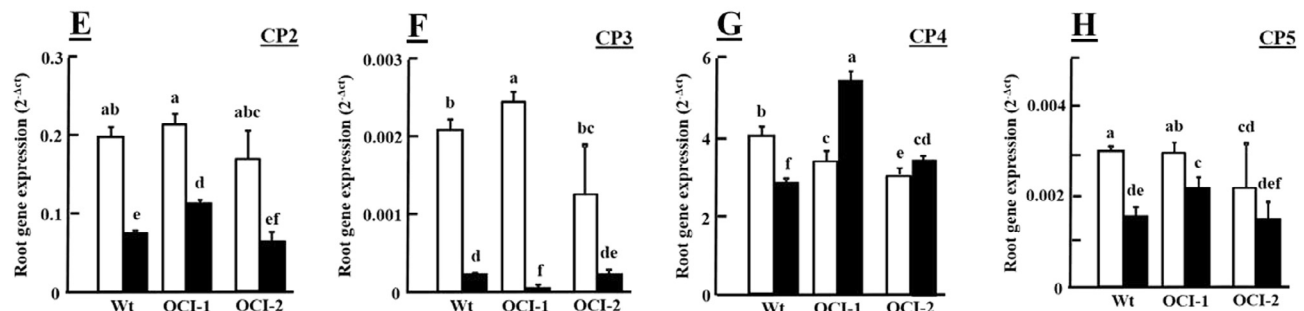 E
CP2
Root gene expression (2-Δct)
0.3
0.2
0.1
0
ab
e
a
d
abc
ef
Wt
OCI-1
OCI-2
F
CP3
Root gene expression (2-Δct)
0.003
0.002
0.001
0
b
d
a
f
bc
de
Wt
OCI-1
OCI-2
G
CP4
Root gene expression (2-Δct)
6
4
2
0
b
f
c
a
e
cd
Wt
OCI-1
OCI-2
H
CP5
Root gene expression (2-Δct)
0.004
0.002
0
a
de
ab
c
cd
def
Wt
OCI-1
OCI-2